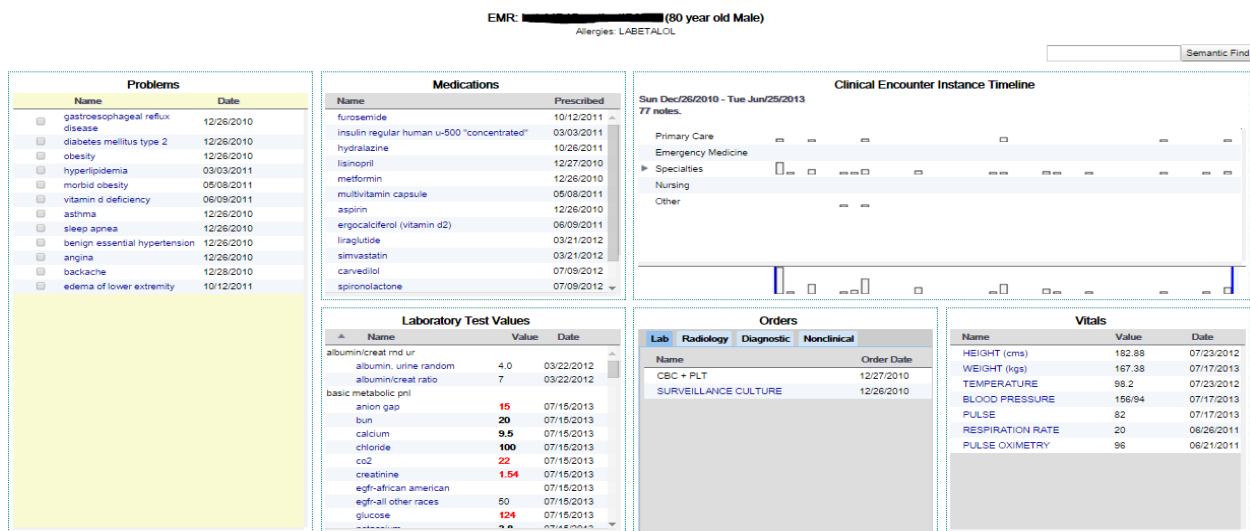 EMR: (80 year old Male)
Allergies: LABETALOL
Semantic Find
Problems
Name Date
gastroesophageal reflux disease 12/26/2010
diabetes mellitus type 2 12/26/2010
obesity 12/26/2010
hyperlipidemia 03/03/2011
morbid obesity 05/08/2011
vitamin d deficiency 06/09/2011
asthma 12/26/2010
sleep apnea 12/26/2010
benign essential hypertension 12/26/2010
angina 12/26/2010
backache 12/28/2010
edema of lower extremity 10/12/2011
Medications
Name Prescribed
furosemide 10/12/2011
insulin regular human u-500 "concentrated" 03/03/2011
hydralazine 10/26/2011
lisinopril 12/27/2010
metformin 12/26/2010
multivitamin capsule 05/08/2011
aspirin 12/26/2010
ergocalciferol (vitamin d2) 06/09/2011
liraglutide 03/21/2012
simvastatin 03/21/2012
carvedilol 07/09/2012
spironolactone 07/09/2012
Clinical Encounter Instance Timeline
Sun Dec/26/2010 - Tue Jun/25/2013
77 notes.
Primary Care
Emergency Medicine
Specialties
Nursing
Other
Laboratory Test Values
Name Value Date
albumin/creat rnd ur
albumin, urine random 4.0 03/22/2012
albumin/creat ratio 7 03/22/2012
basic metabolic pnl
anion gap 15 07/15/2013
bun 20 07/15/2013
calcium 9.5 07/15/2013
chloride 100 07/15/2013
co2 22 07/15/2013
creatinine 1.54 07/15/2013
egfr-african american 07/15/2013
egfr-all other races 50 07/15/2013
glucose 124 07/15/2013
Orders
Lab Radiology Diagnostic Nonclinical
Name Order Date
CBC + PLT 12/27/2010
SURVEILLANCE CULTURE 12/26/2010
Vitals
Name Value Date
HEIGHT (cms) 182.88 07/23/2012
WEIGHT (kgs) 167.38 07/17/2013
TEMPERATURE 98.2 07/23/2012
BLOOD PRESSURE 156/94 07/17/2013
PULSE 82 07/17/2013
RESPIRATION RATE 20 06/26/2011
PULSE OXIMETRY 96 06/21/2011